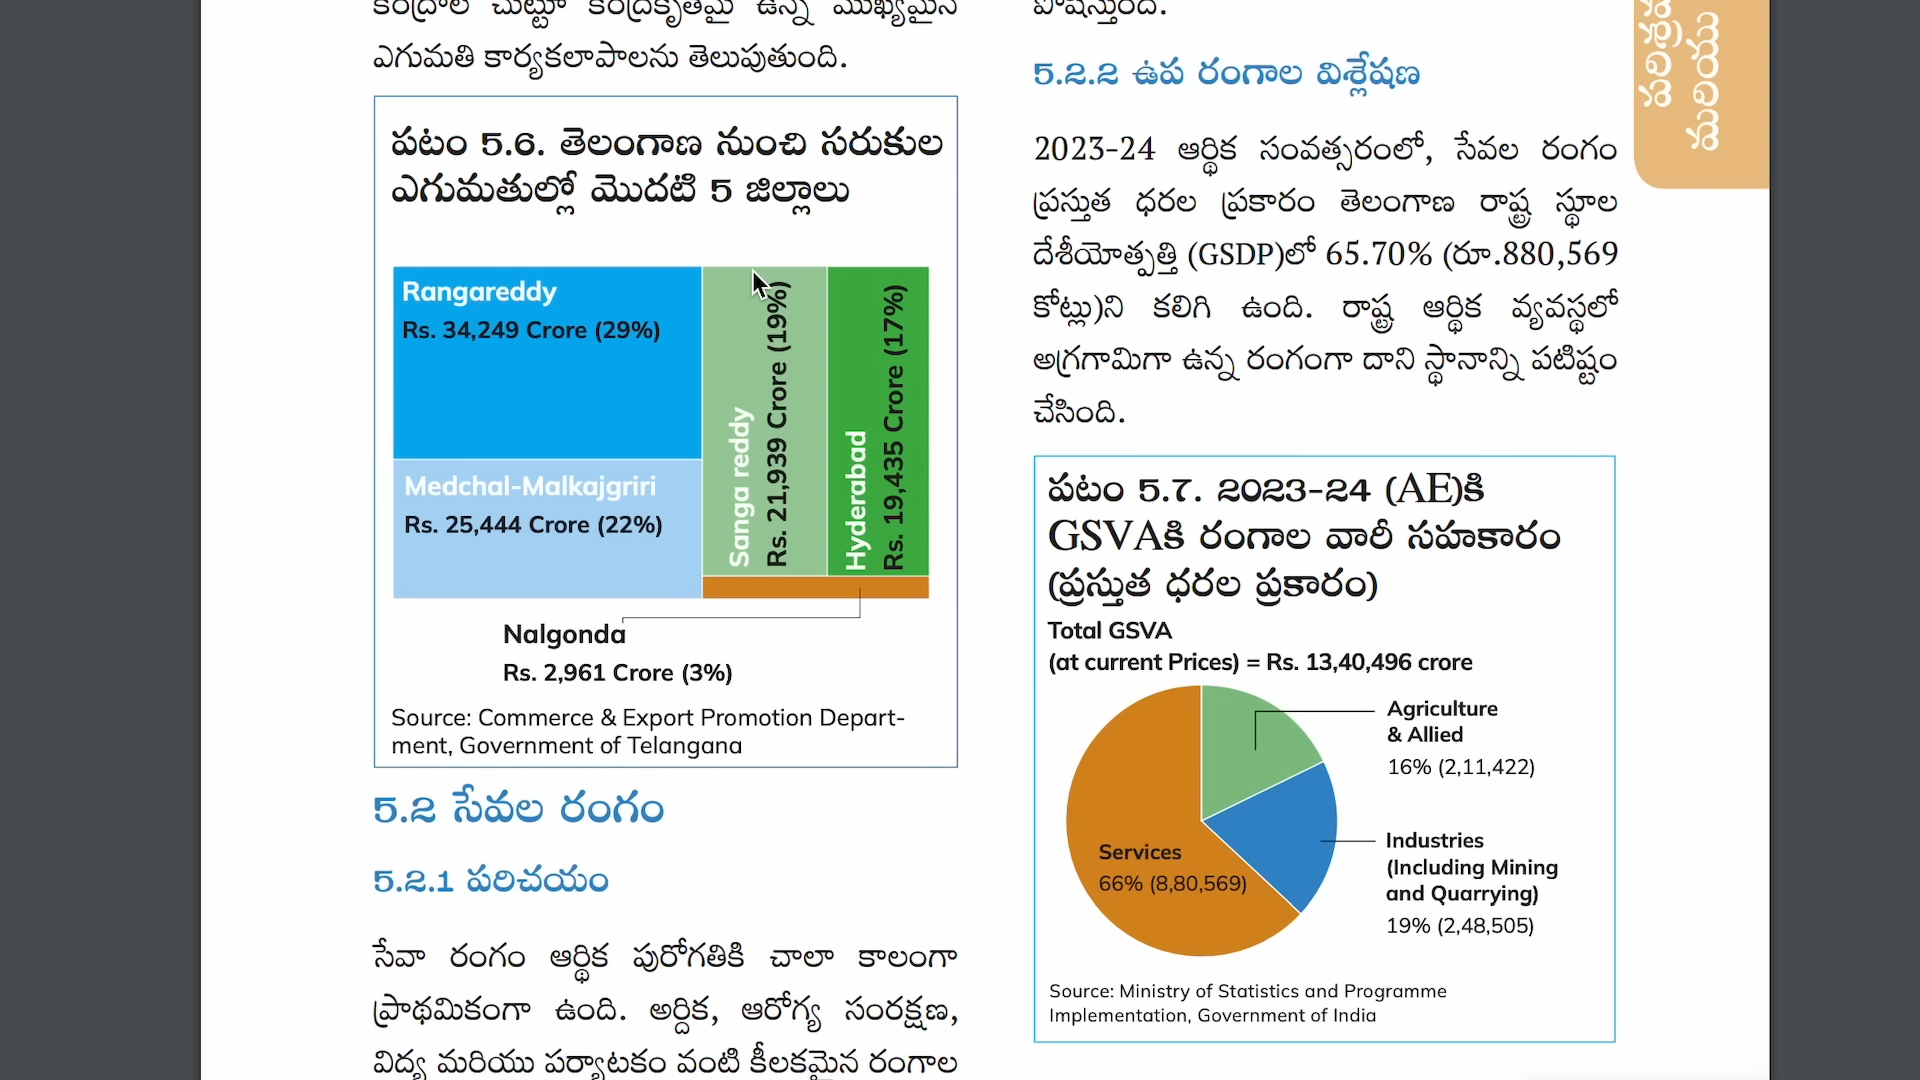 కేంద్రాల చుట్టూ కేంద్రీకృతమై ఉన్న ముఖ్యమైన
ఎగుమతి కార్యకలాపాలను తెలుపుతుంది.
పటం 5.6. తెలంగాణ నుంచి సరుకుల
ఎగుమతుల్లో మొదటి 5 జిల్లాలు
Rangareddy
Rs. 34,249 Crore (29%)
Medchal-Malkajgriri
Rs. 25,444 Crore (22%)
Sanga reddy
Rs. 21,939 Crore (19%)
Hyderabad
Rs. 19,435 Crore (17%)
Nalgonda
Rs. 2,961 Crore (3%)
Source: Commerce & Export Promotion Depart-
ment, Government of Telangana
5.2 సేవల రంగం
5.2.1 పరిచయం
సేవా రంగం ఆర్థిక పురోగతికి చాలా కాలంగా
ప్రాథమికంగా ఉంది. అర్థిక, ఆరోగ్య సంరక్షణ,
విద్య మరియు పర్యాటకం వంటి కీలకమైన రంగాల
పోషిస్తుంది.
5.2.2 ఉప రంగాల విశ్లేషణ
2023-24 ఆర్థిక సంవత్సరంలో, సేవల రంగం
ప్రస్తుత ధరల ప్రకారం తెలంగాణ రాష్ట్ర స్థూల
దేశీయోత్పత్తి (GSDP)లో 65.70% (రూ.880,569
కోట్లు)ని కలిగి ఉంది. రాష్ట్ర ఆర్థిక వ్యవస్థలో
అగ్రగామిగా ఉన్న రంగంగా దాని స్థానాన్ని పటిష్టం
చేసింది.
పటం 5.7. 2023-24 (AE)కి
GSVAకి రంగాల వారీ సహకారం
(ప్రస్తుత ధరల ప్రకారం)
Total GSVA
(at current Prices) = Rs. 13,40,496 crore
Agriculture
& Allied
16% (2,11,422)
Services
66% (8,80,569)
Industries
(Including Mining
and Quarrying)
19% (2,48,505)
Source: Ministry of Statistics and Programme
Implementation, Government of India
మరియు